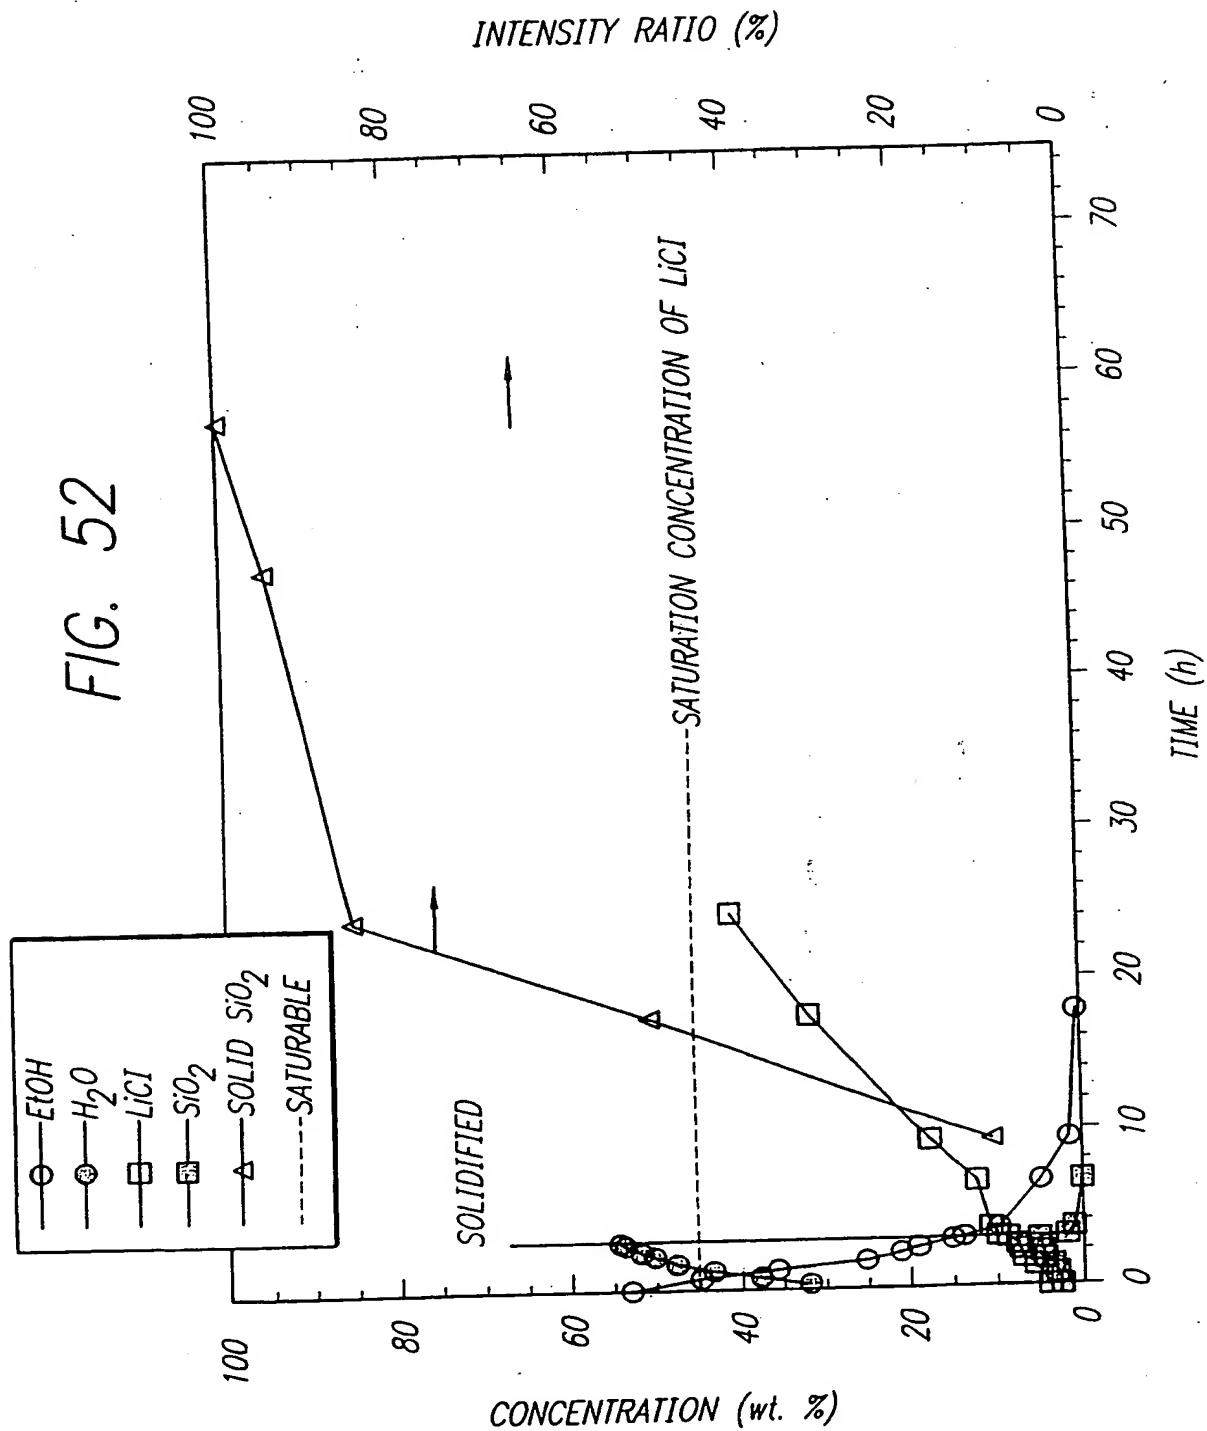 FIG. 52
EtOH
H2O
LiCl
SiO2
SOLID SiO2
SATURABLE
SOLIDIFIED
SATURATION CONCENTRATION OF LiCl
CONCENTRATION (wt. %)
100
80
60
40
20
0
TIME (h)
0
10
20
30
40
50
60
70
INTENSITY RATIO (%)
100
80
60
40
20
0